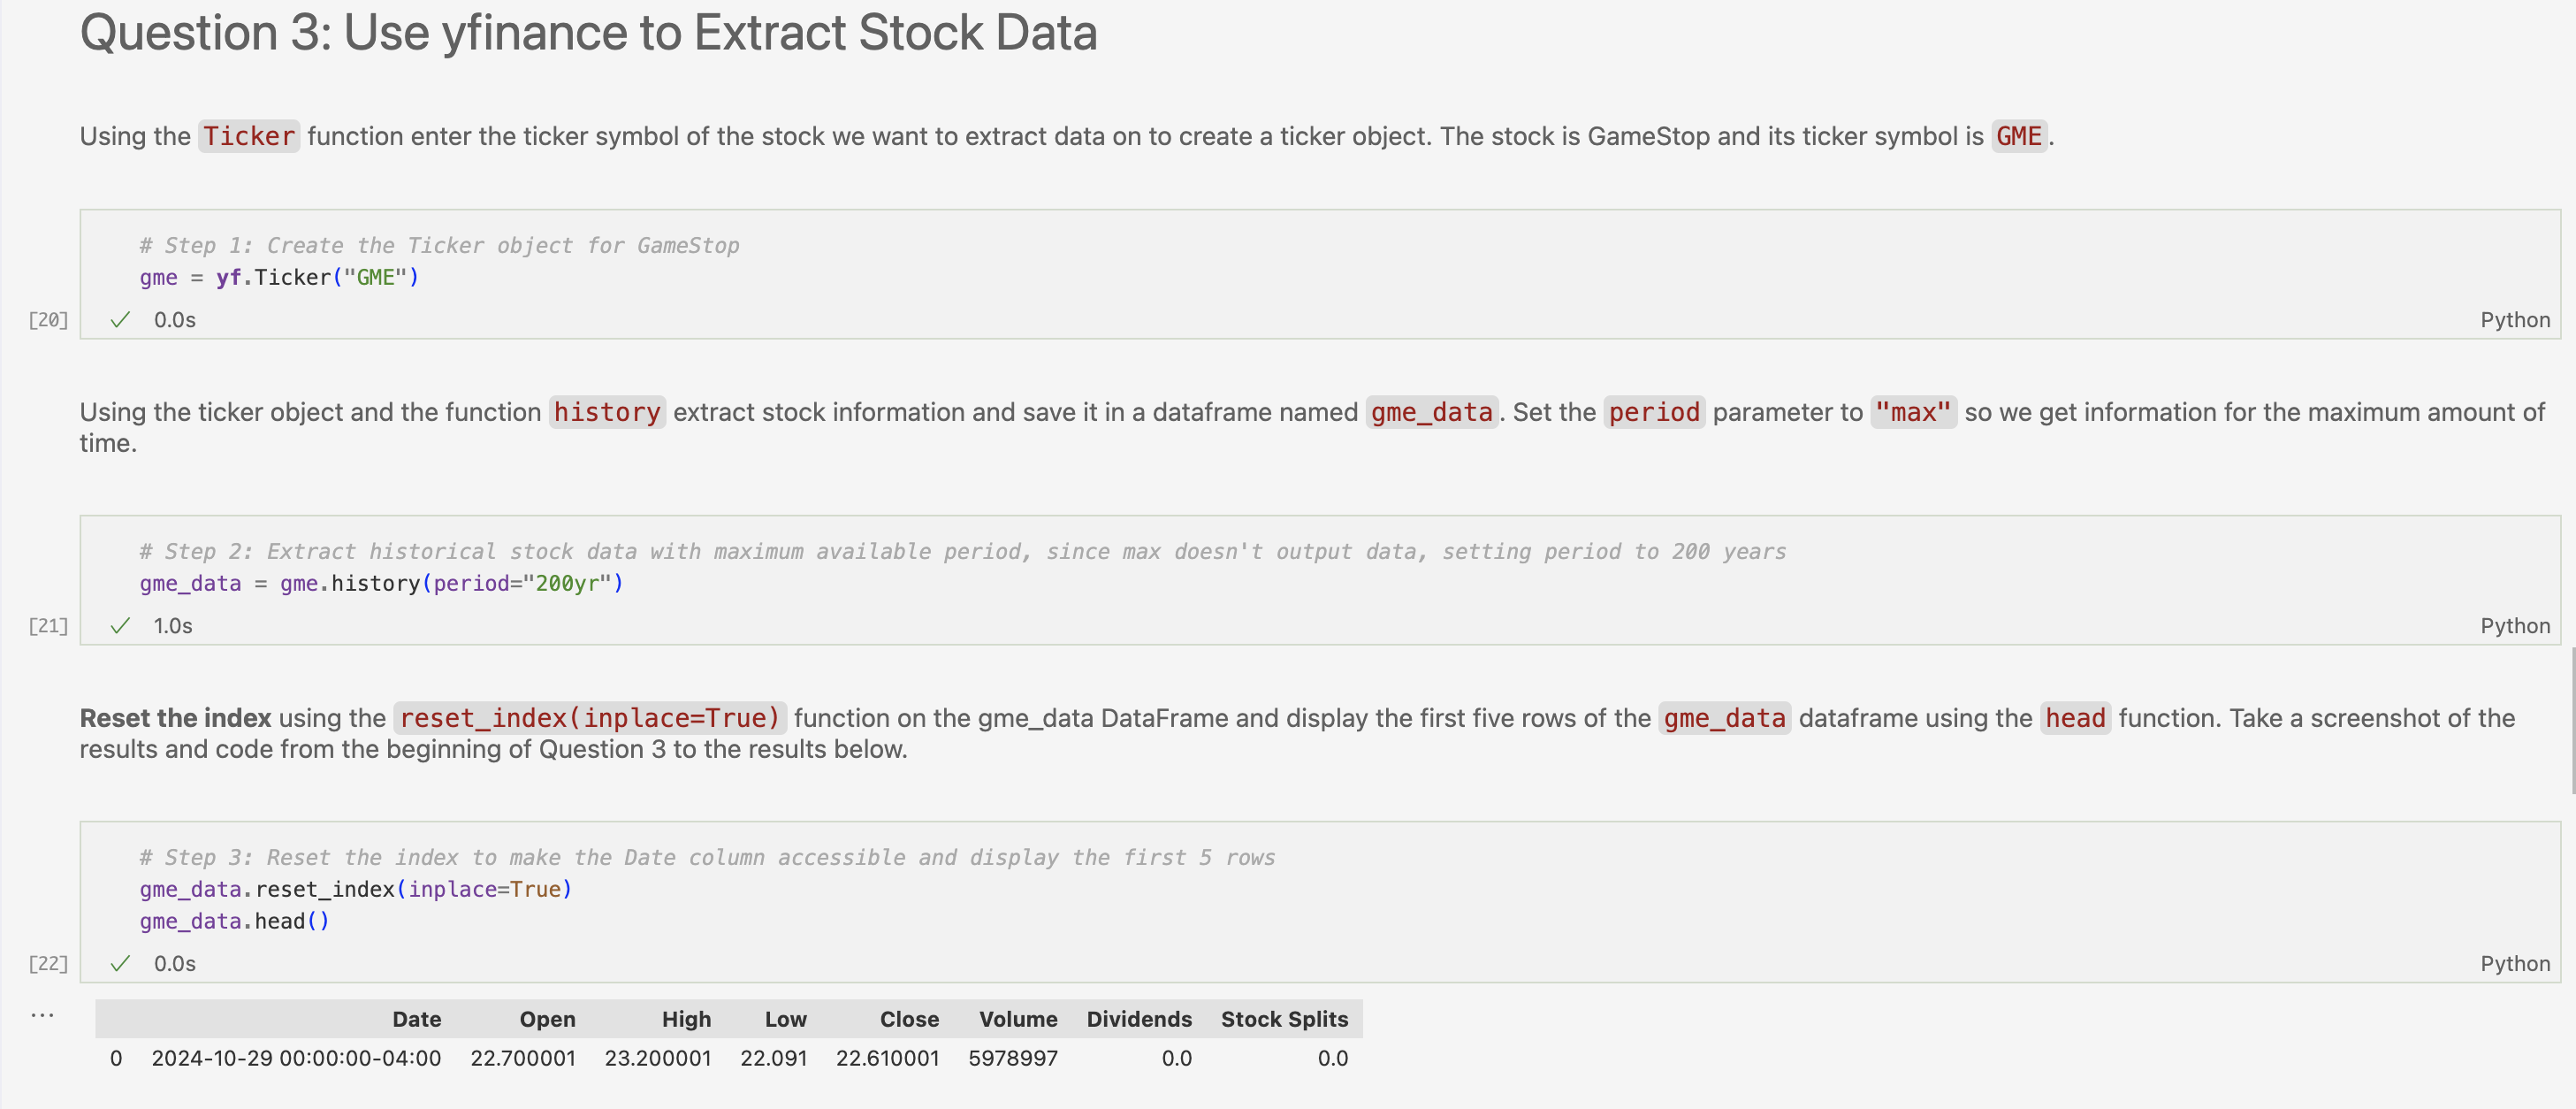 Question 3: Use yfinance to Extract Stock Data
Using the Ticker function enter the ticker symbol of the stock we want to extract data on to create a ticker object. The stock is GameStop and its ticker symbol is GME.
# Step 1: Create the Ticker object for GameStop
gme = yf.Ticker("GME")
[20] ✓ 0.0s Python
Using the ticker object and the function history extract stock information and save it in a dataframe named gme_data. Set the period parameter to "max" so we get information for the maximum amount of
time.
# Step 2: Extract historical stock data with maximum available period, since max doesn't output data, setting period to 200 years
gme_data = gme.history(period="200yr")
[21] ✓ 1.0s Python
Reset the index using the reset_index(inplace=True) function on the gme_data DataFrame and display the first five rows of the gme_data dataframe using the head function. Take a screenshot of the
results and code from the beginning of Question 3 to the results below.
# Step 3: Reset the index to make the Date column accessible and display the first 5 rows
gme_data.reset_index(inplace=True)
gme_data.head()
[22] ✓ 0.0s Python
... Date Open High Low Close Volume Dividends Stock Splits
0 2024-10-29 00:00:00-04:00 22.700001 23.200001 22.091 22.610001 5978997 0.0 0.0